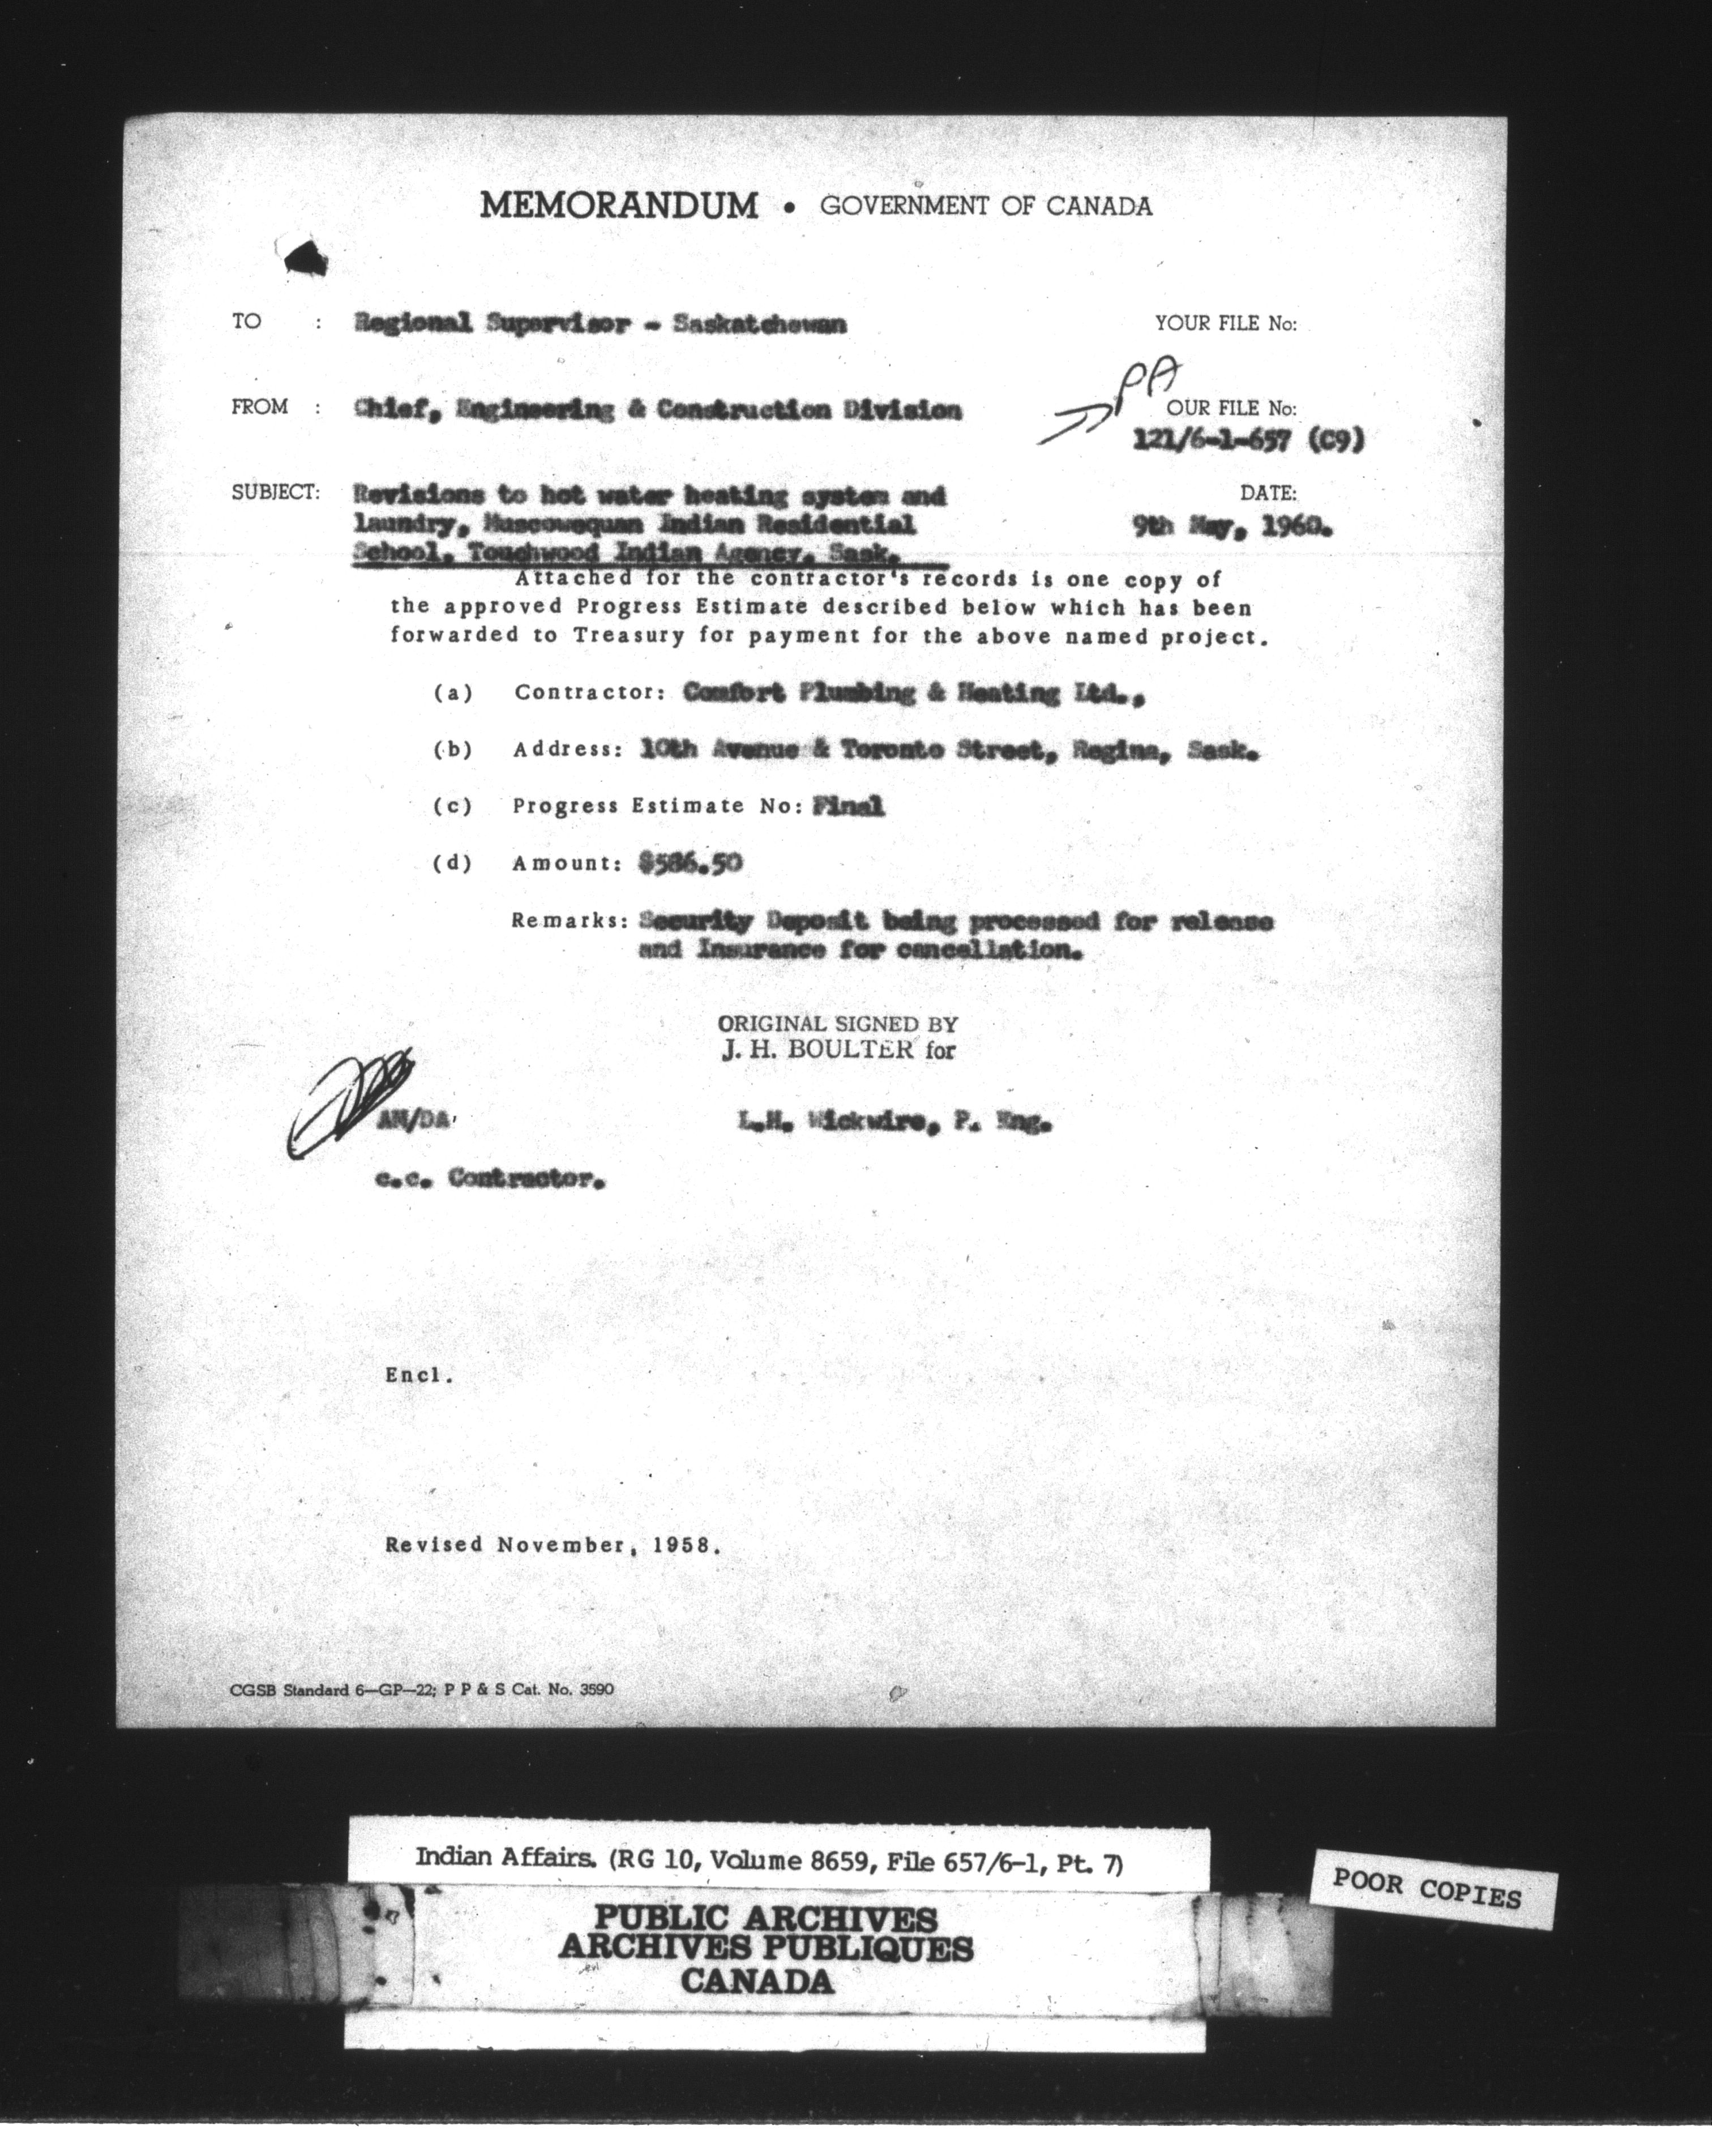 MEMORANDUM • GOVERNMENT OF CANADA
TO : Regional Supervisor - Saskatchewan
YOUR FILE No:
PA
FROM : Chief, Engineering & Construction Division
OUR FILE No:
121/6-1-657 (C9)
SUBJECT: Revisions to hot water heating system and
laundry, Muscowequan Indian Residential
School, Touchwood Indian Agency, Sask.
DATE:
9th May, 1960.
Attached for the contractor's records is one copy of
the approved Progress Estimate described below which has been
forwarded to Treasury for payment for the above named project.
(a) Contractor: Comfort Plumbing & Heating Ltd.,
(b) Address: 10th Avenue & Toronto Street, Regina, Sask.
(c) Progress Estimate No: Final
(d) Amount: $586.50
Remarks: Security Deposit being processed for release
and Insurance for cancellation.
ORIGINAL SIGNED BY
J. H. BOULTER for
AM/DA
L.H. Wickwire, P. Eng.
c.c. Contractor.
Encl.
Revised November, 1958.
CGSB Standard 6—GP—22; P P & S Cat. No. 3590
Indian Affairs. (RG 10, Volume 8659, File 657/6-1, Pt. 7)
POOR COPIES
PUBLIC ARCHIVES
ARCHIVES PUBLIQUES
CANADA